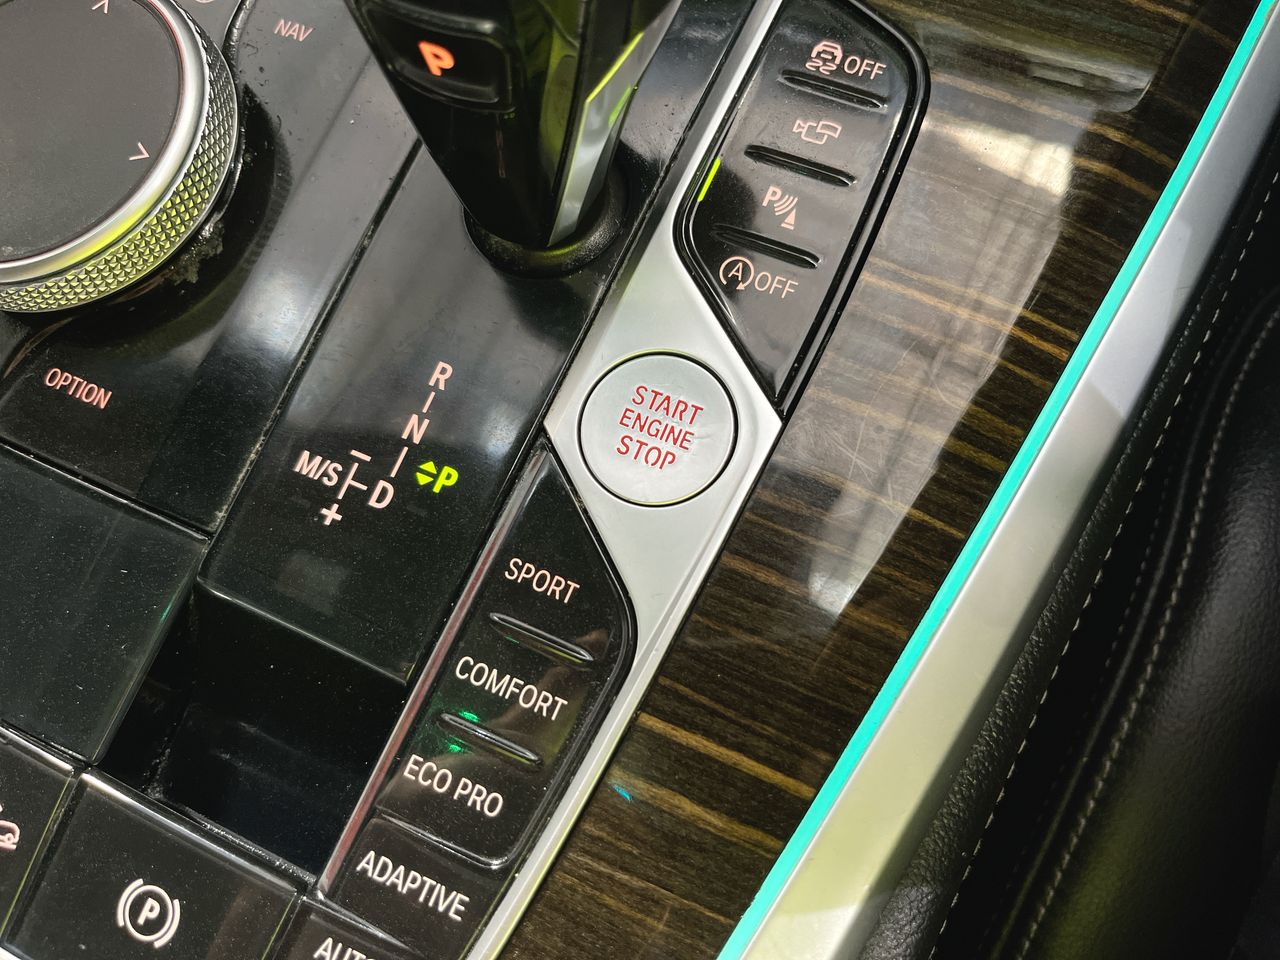 NAV
P
OFF
P
A OFF
OPTION
R
N
M/S
D
P
+
START
ENGINE
STOP
SPORT
COMFORT
ECO PRO
ADAPTIVE
P